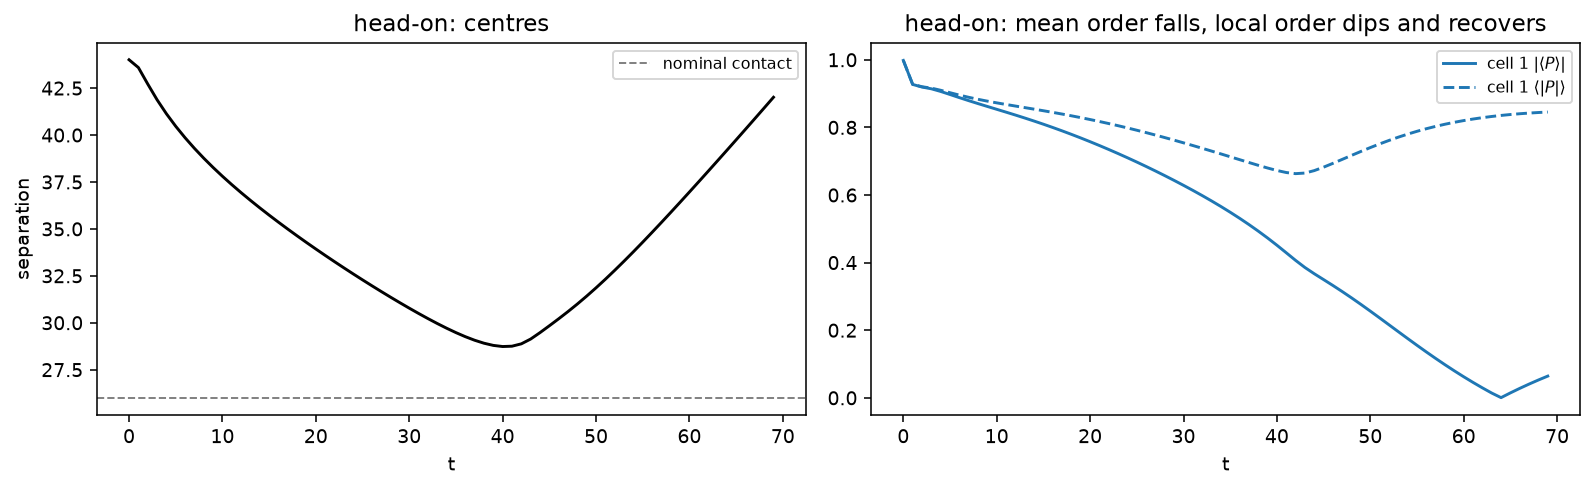 head-on: centres
separation
42.5
40.0
37.5
35.0
32.5
30.0
27.5
0 10 20 30 40 50 60 70
t
nominal contact
head-on: mean order falls, local order dips and recovers
1.0
0.8
0.6
0.4
0.2
0.0
0 10 20 30 40 50 60 70
t
cell 1 |⟨P⟩|
cell 1 ⟨|P|⟩